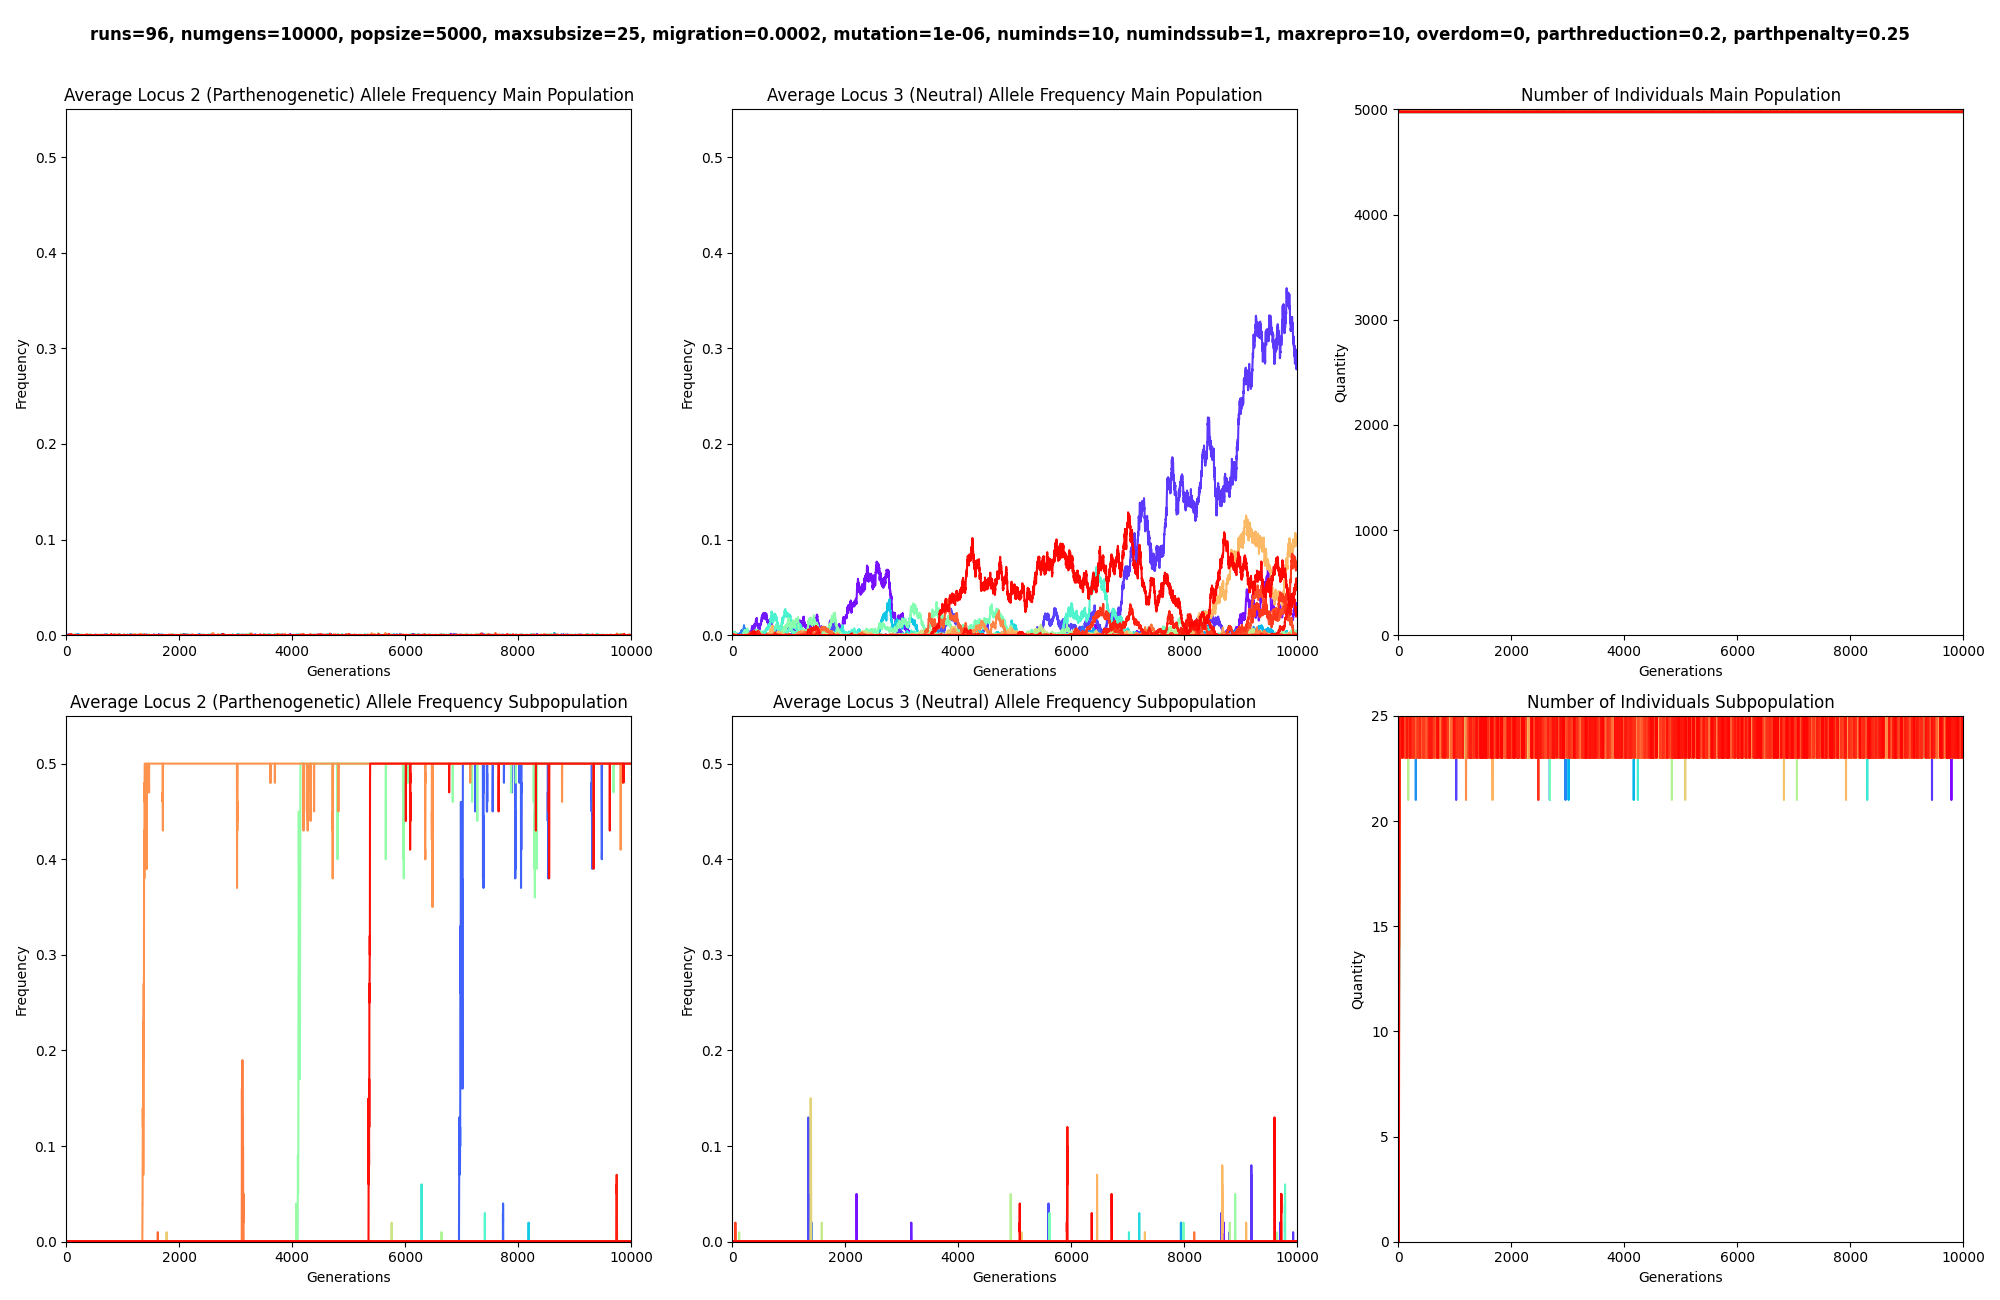 runs=96, numgens=10000, popsize=5000, maxsubsize=25, migration=0.0002, mutation=1e-06, numinds=10, numindssub=1, maxrepro=10, overdom=0, parthreduction=0.2, parthpenalty=0.25
Average Locus 2 (Parthenogenetic) Allele Frequency Main Population
Frequency
0.5
0.4
0.3
0.2
0.1
0.0
0 2000 4000 6000 8000 10000
Generations
Average Locus 3 (Neutral) Allele Frequency Main Population
Frequency
0.5
0.4
0.3
0.2
0.1
0.0
0 2000 4000 6000 8000 10000
Generations
Number of Individuals Main Population
Quantity
5000
4000
3000
2000
1000
0
0 2000 4000 6000 8000 10000
Generations
Average Locus 2 (Parthenogenetic) Allele Frequency Subpopulation
Frequency
0.5
0.4
0.3
0.2
0.1
0.0
0 2000 4000 6000 8000 10000
Generations
Average Locus 3 (Neutral) Allele Frequency Subpopulation
Frequency
0.5
0.4
0.3
0.2
0.1
0.0
0 2000 4000 6000 8000 10000
Generations
Number of Individuals Subpopulation
Quantity
25
20
15
10
5
0
0 2000 4000 6000 8000 10000
Generations